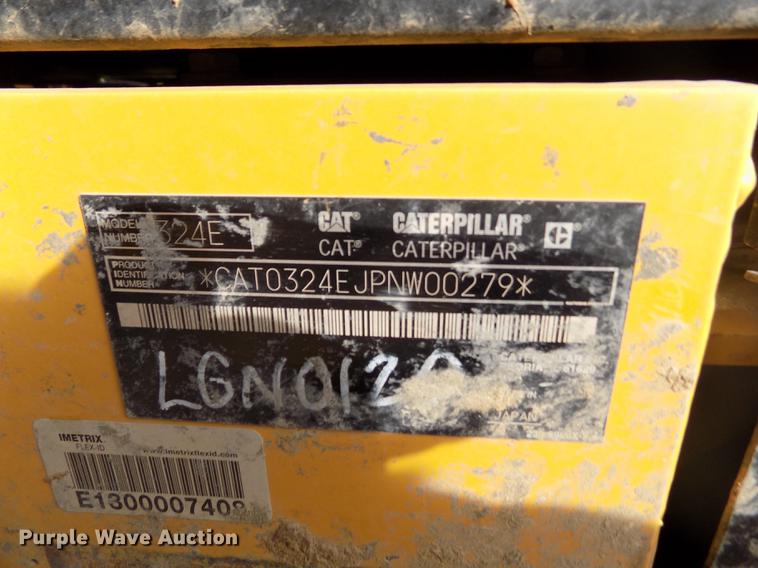 MODEL
NUMBER
324E
CAT®
CAT®
CATERPILLAR®
CATERPILLAR®
PRODUCT
IDENTIFICATION
NUMBER
*CAT0324EJPNW00279*
JAPAN
IMETRIX
FLEX-ID
www.imetrixflexid.com
E1300007408
Purple Wave Auction